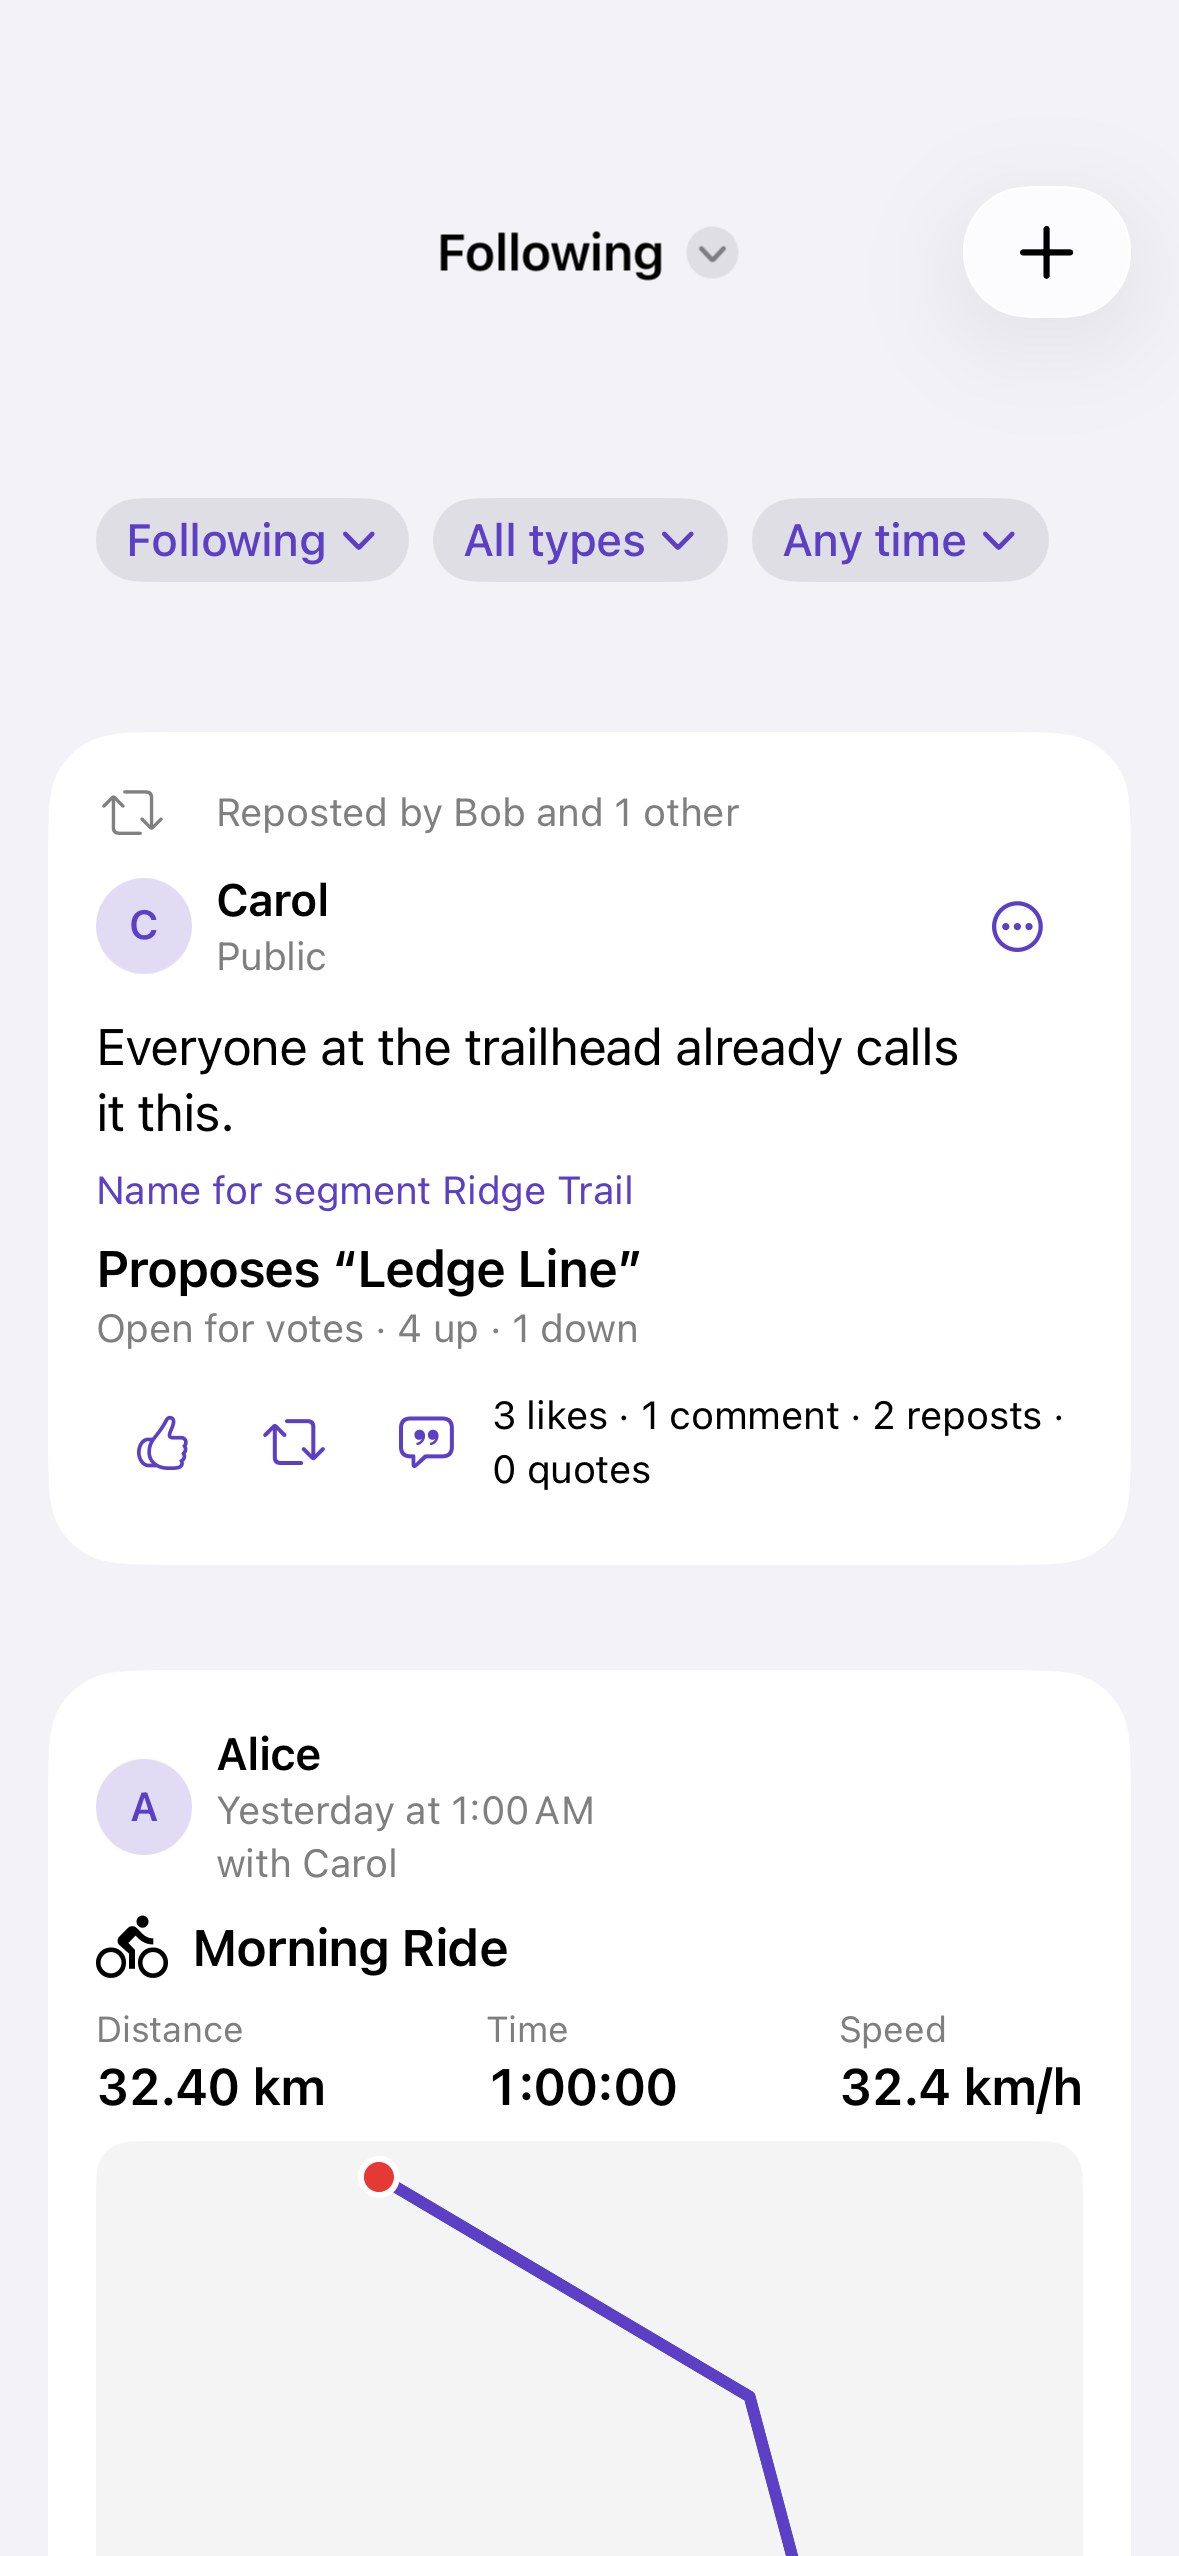 Following
Following
All types
Any time
Reposted by Bob and 1 other
C
Carol
Public
Everyone at the trailhead already calls
it this.
Name for segment Ridge Trail
Proposes “Ledge Line”
Open for votes · 4 up · 1 down
3 likes · 1 comment · 2 reposts ·
0 quotes
A
Alice
Yesterday at 1:00 AM
with Carol
Morning Ride
Distance
Time
Speed
32.40 km
1:00:00
32.4 km/h